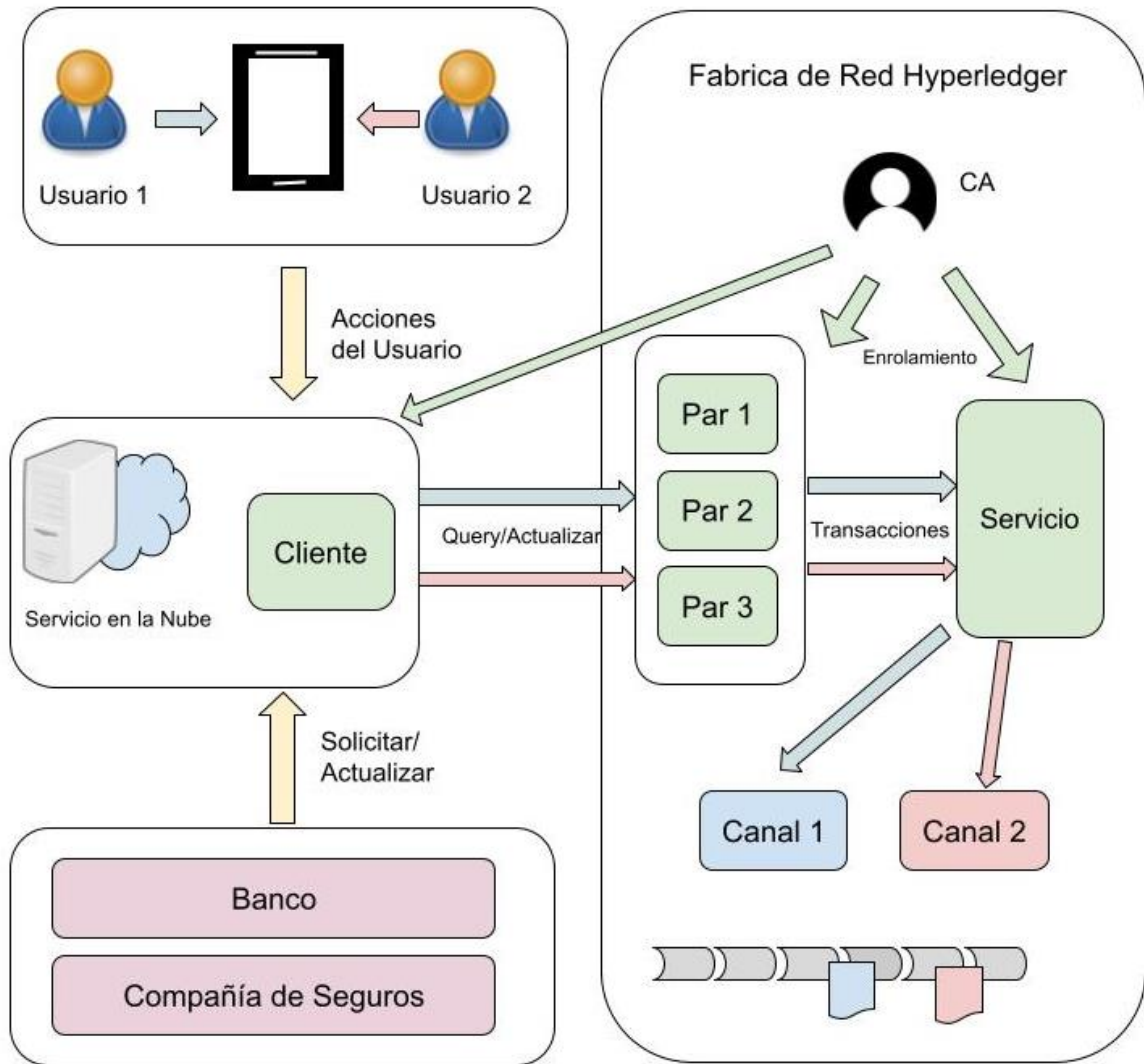 Usuario 1
Usuario 2
Fabrica de Red Hyperledger
CA
Acciones
del Usuario
Enrolamiento
Par 1
Par 2
Par 3
Servicio en la Nube
Cliente
Query/Actualizar
Transacciones
Servicio
Solicitar/
Actualizar
Canal 1
Canal 2
Banco
Compañía de Seguros